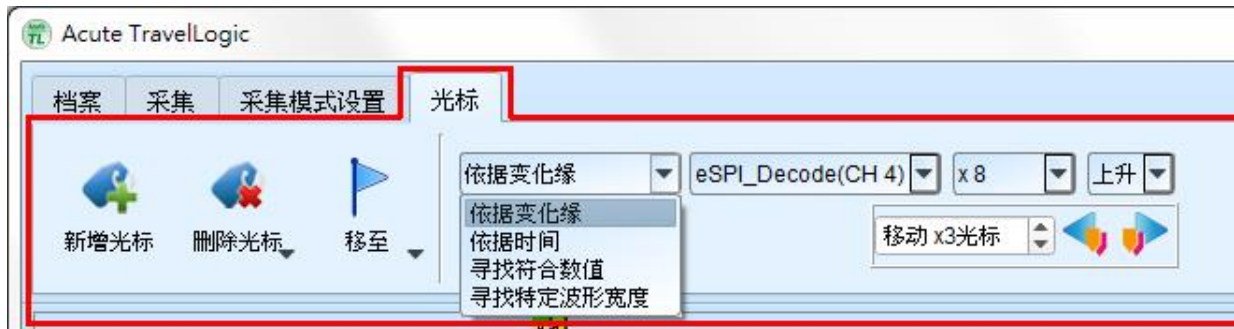 Acute TravelLogic
档案 采集 采集模式设置 光标
依据变化缘 eSPI_Decode(CH 4) x 8 上升
依据变化缘
依据时间
寻找符合数值
寻找特定波形宽度
新增光标 删除光标 移至
移动 x3光标